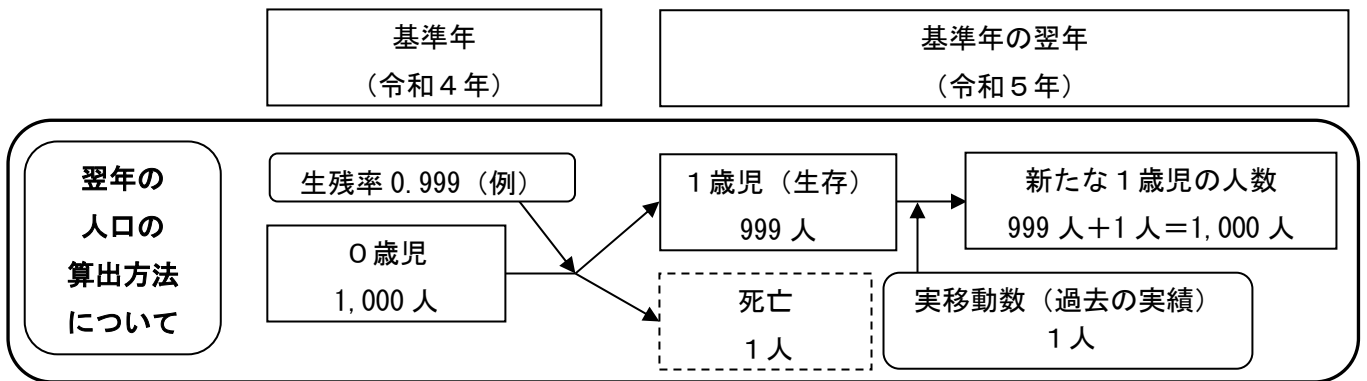 基準年
（令和４年）
基準年の翌年
（令和５年）
翌年の
人口の
算出方法
について
生残率 0.999（例）
０歳児
1,000 人
１歳児（生存）
999 人
死亡
１人
新たな１歳児の人数
999 人＋1 人＝1,000 人
実移動数（過去の実績）
１人